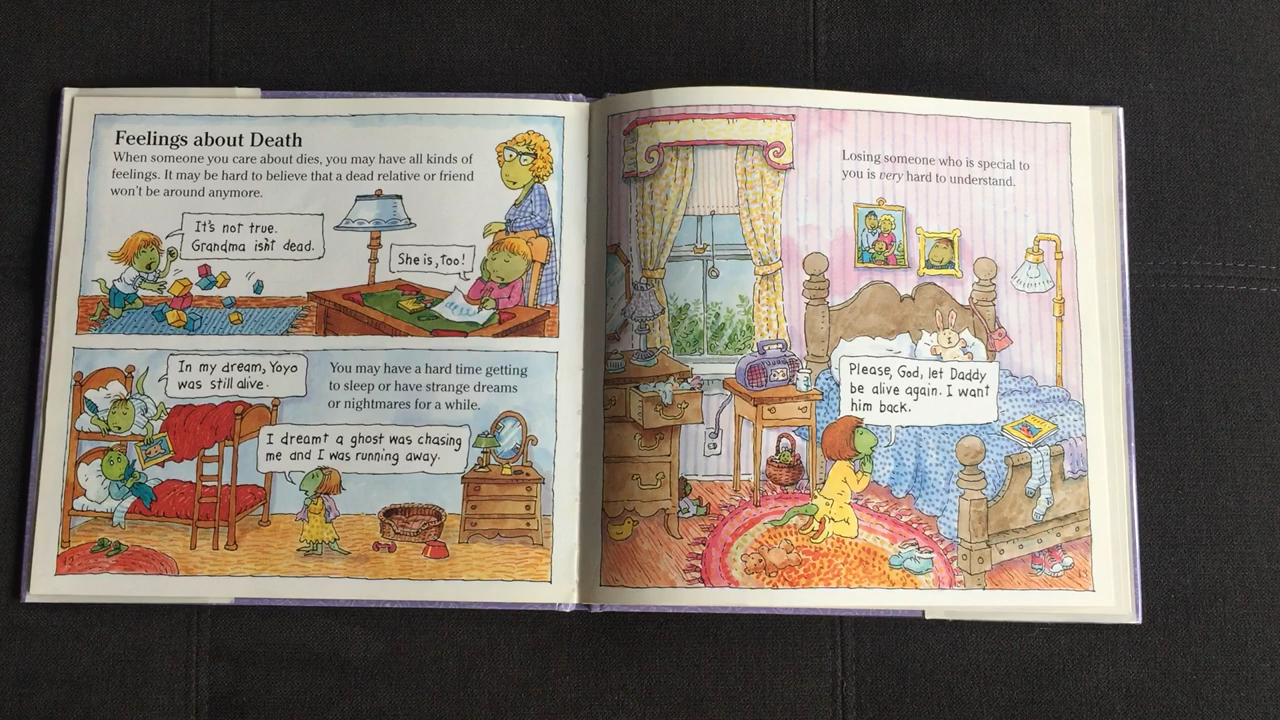 Feelings about Death
When someone you care about dies, you may have all kinds of
feelings. It may be hard to believe that a dead relative or friend
won't be around anymore.
It's not true.
Grandma isn't dead.
She is, too!
In my dream, Yoyo
was still alive.
You may have a hard time getting
to sleep or have strange dreams
or nightmares for a while.
I dreamt a ghost was chasing
me and I was running away.
12
Losing someone who is special to
you is very hard to understand.
Please, God, let Daddy
be alive again. I want
him back.